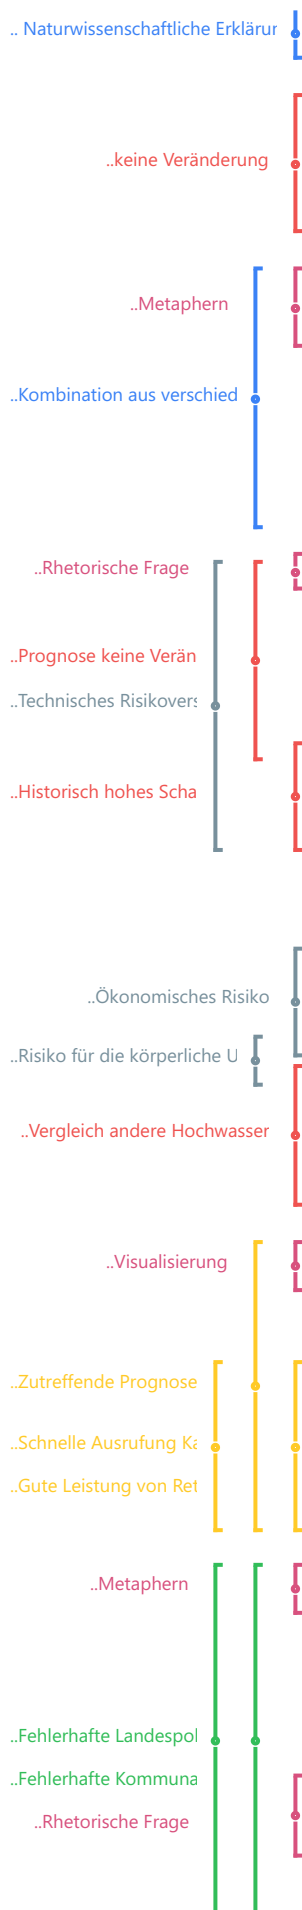 .. Naturwissenschaftliche Erklärun
..keine Veränderung
..Metaphern
..Kombination aus verschied
..Rhetorische Frage
..Prognose keine Verän
..Technisches Risikovers
..Historisch hohes Scha
..Ökonomisches Risiko
..Risiko für die körperliche U
..Vergleich andere Hochwasser
..Visualisierung
..Zutreffende Prognose
..Schnelle Ausrufung Ka
..Gute Leistung von Ret
..Metaphern
..Fehlerhafte Landespol
..Fehlerhafte Kommuna
..Rhetorische Frage